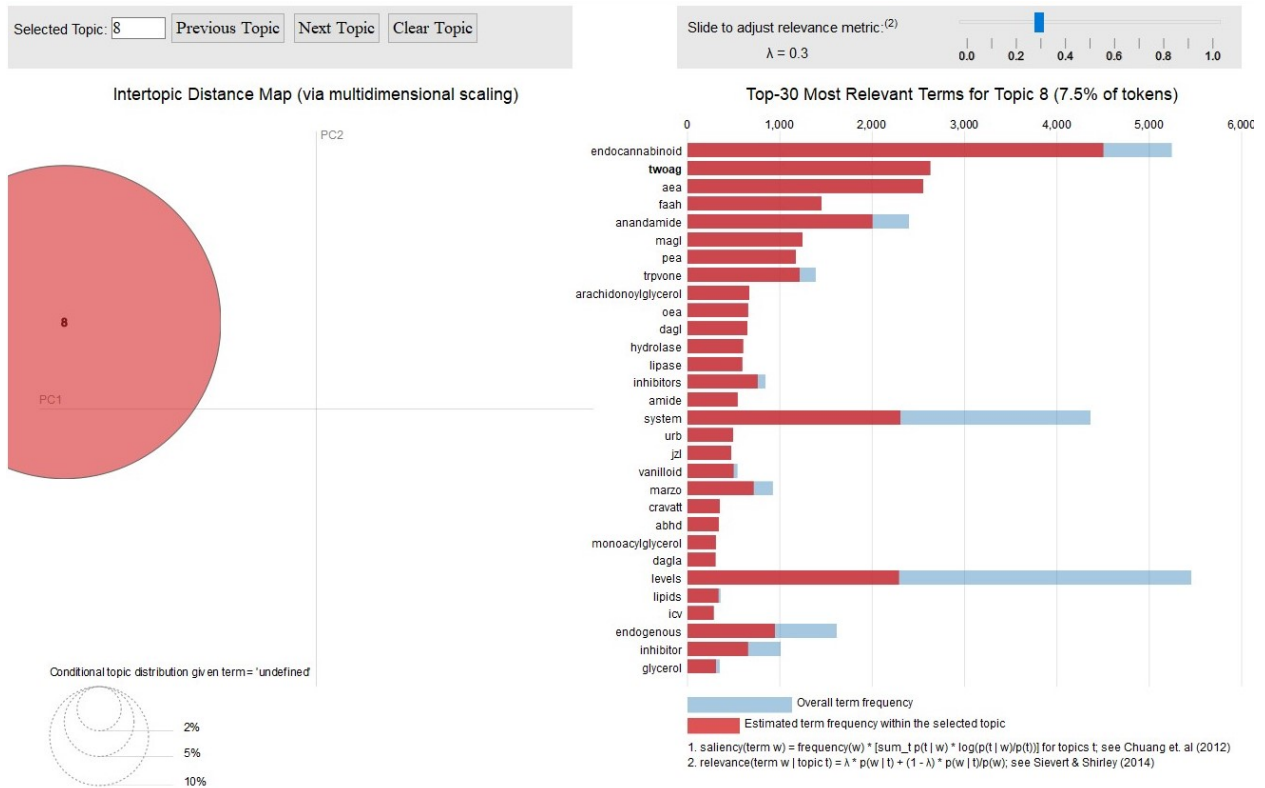 Selected Topic: 8 Previous Topic Next Topic Clear Topic
Slide to adjust relevance metric:(2)
λ = 0.3
0.0 0.2 0.4 0.6 0.8 1.0
Intertopic Distance Map (via multidimensional scaling)
PC2
8
PC1
Conditional topic distribution given term = 'undefined'
2%
5%
10%
Top-30 Most Relevant Terms for Topic 8 (7.5% of tokens)
0 1,000 2,000 3,000 4,000 5,000 6,000
endocannabinoid
twoag
aea
faah
anandamide
magl
pea
trpvone
arachidonoylglycerol
oea
dagl
hydrolase
lipase
inhibitors
amide
system
urb
jzl
vanilloid
marzo
cravatt
abhd
monoacylglycerol
dagla
levels
lipids
icv
endogenous
inhibitor
glycerol
Overall term frequency
Estimated term frequency within the selected topic
1. saliency(term w) = frequency(w) * [sum_t p(t | w) * log(p(t | w)/p(t))] for topics t; see Chuang et. al (2012)
2. relevance(term w | topic t) = λ * p(w | t) + (1 - λ) * p(w | t)/p(w); see Sievert & Shirley (2014)